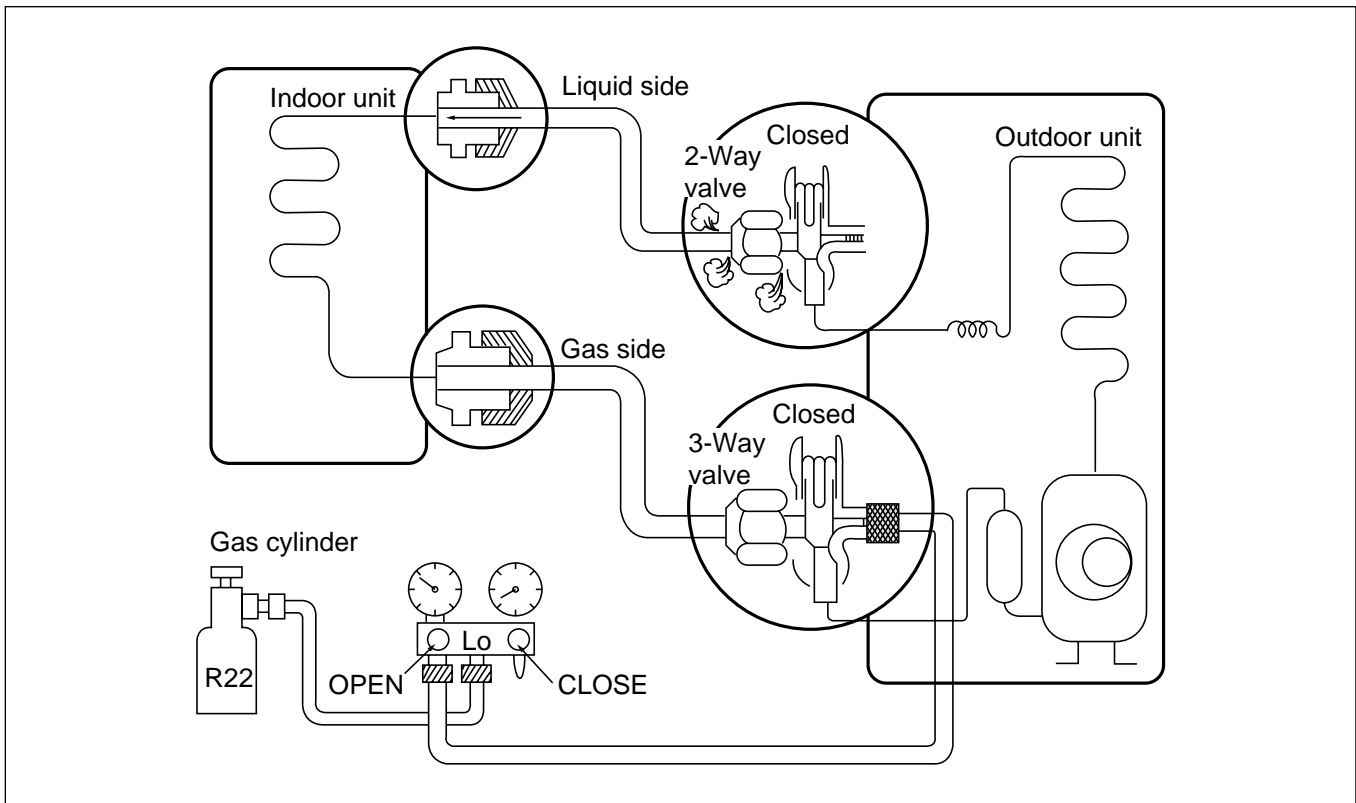 Indoor unit
Liquid side
Closed
2-Way
valve
Outdoor unit
Gas side
Closed
3-Way
valve
Gas cylinder
R22
Lo
OPEN
CLOSE